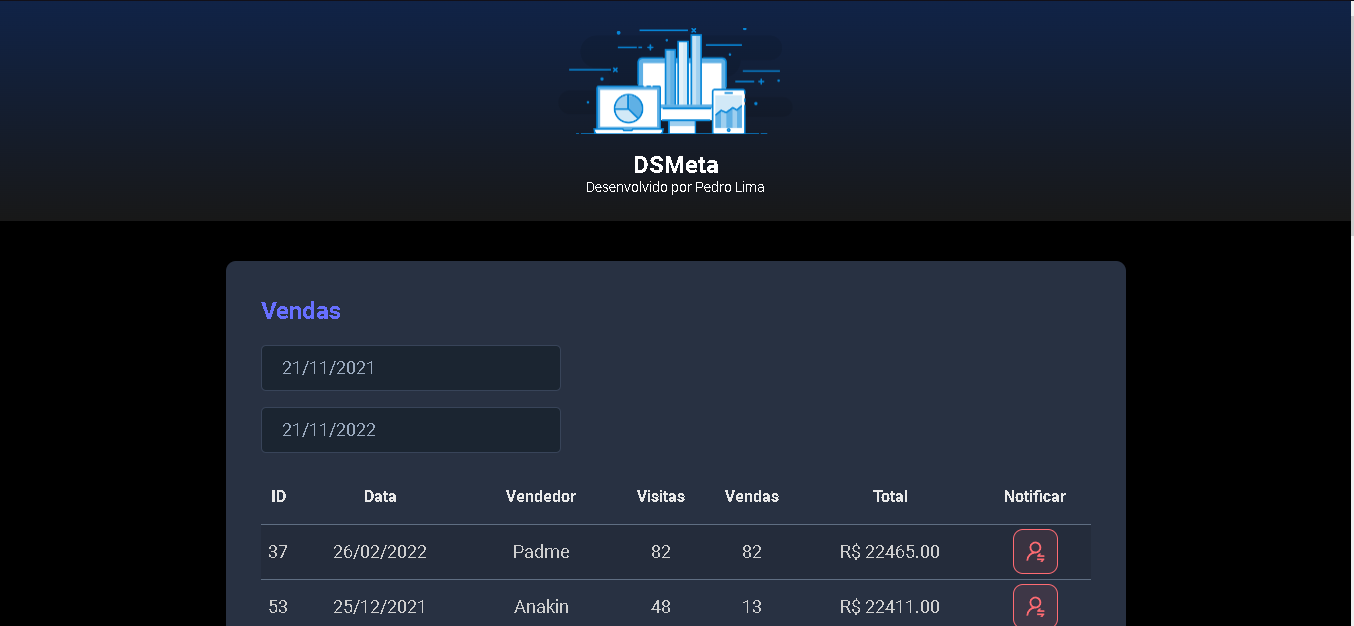 DSMeta
Desenvolvido por Pedro Lima
Vendas
21/11/2021
21/11/2022
ID Data Vendedor Visitas Vendas Total Notificar
37 26/02/2022 Padme 82 82 R$ 22465.00
53 25/12/2021 Anakin 48 13 R$ 22411.00